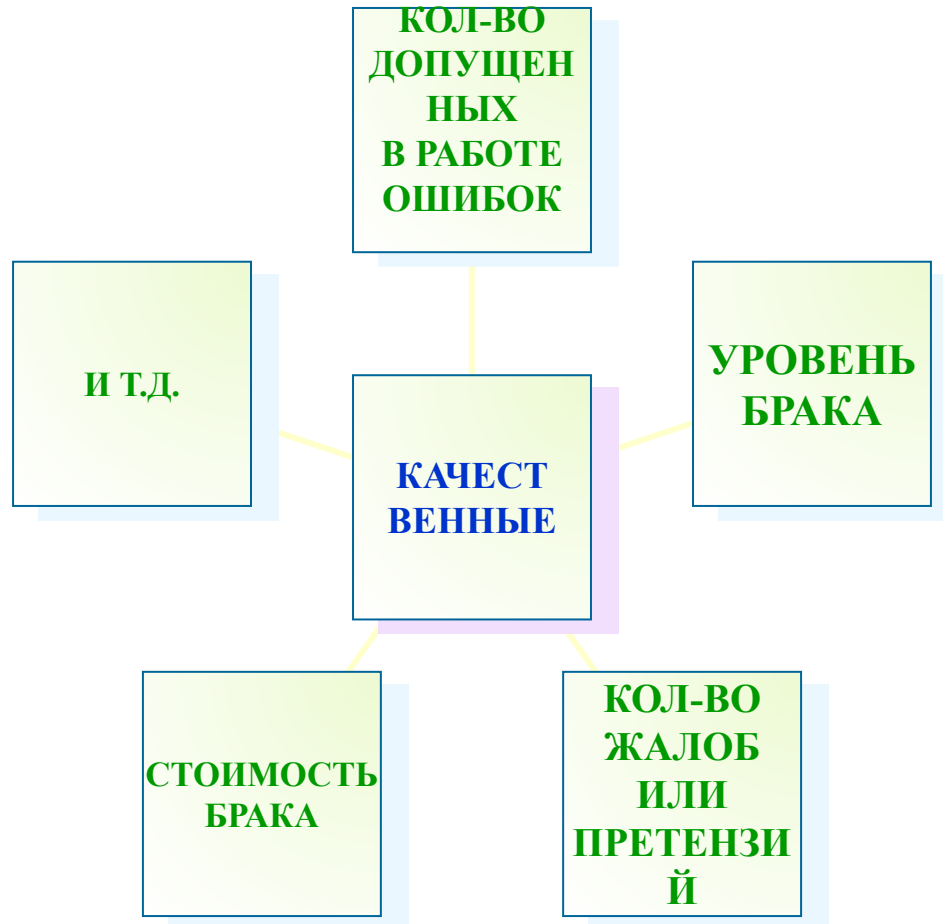 КОЛ-ВО
ДОПУЩЕН
НЫХ
В РАБОТЕ
ОШИБОК
И Т.Д.
УРОВЕНЬ
БРАКА
КАЧЕСТ
ВЕННЫЕ
СТОИМОСТЬ
БРАКА
КОЛ-ВО
ЖАЛОБ
ИЛИ
ПРЕТЕНЗИ
Й